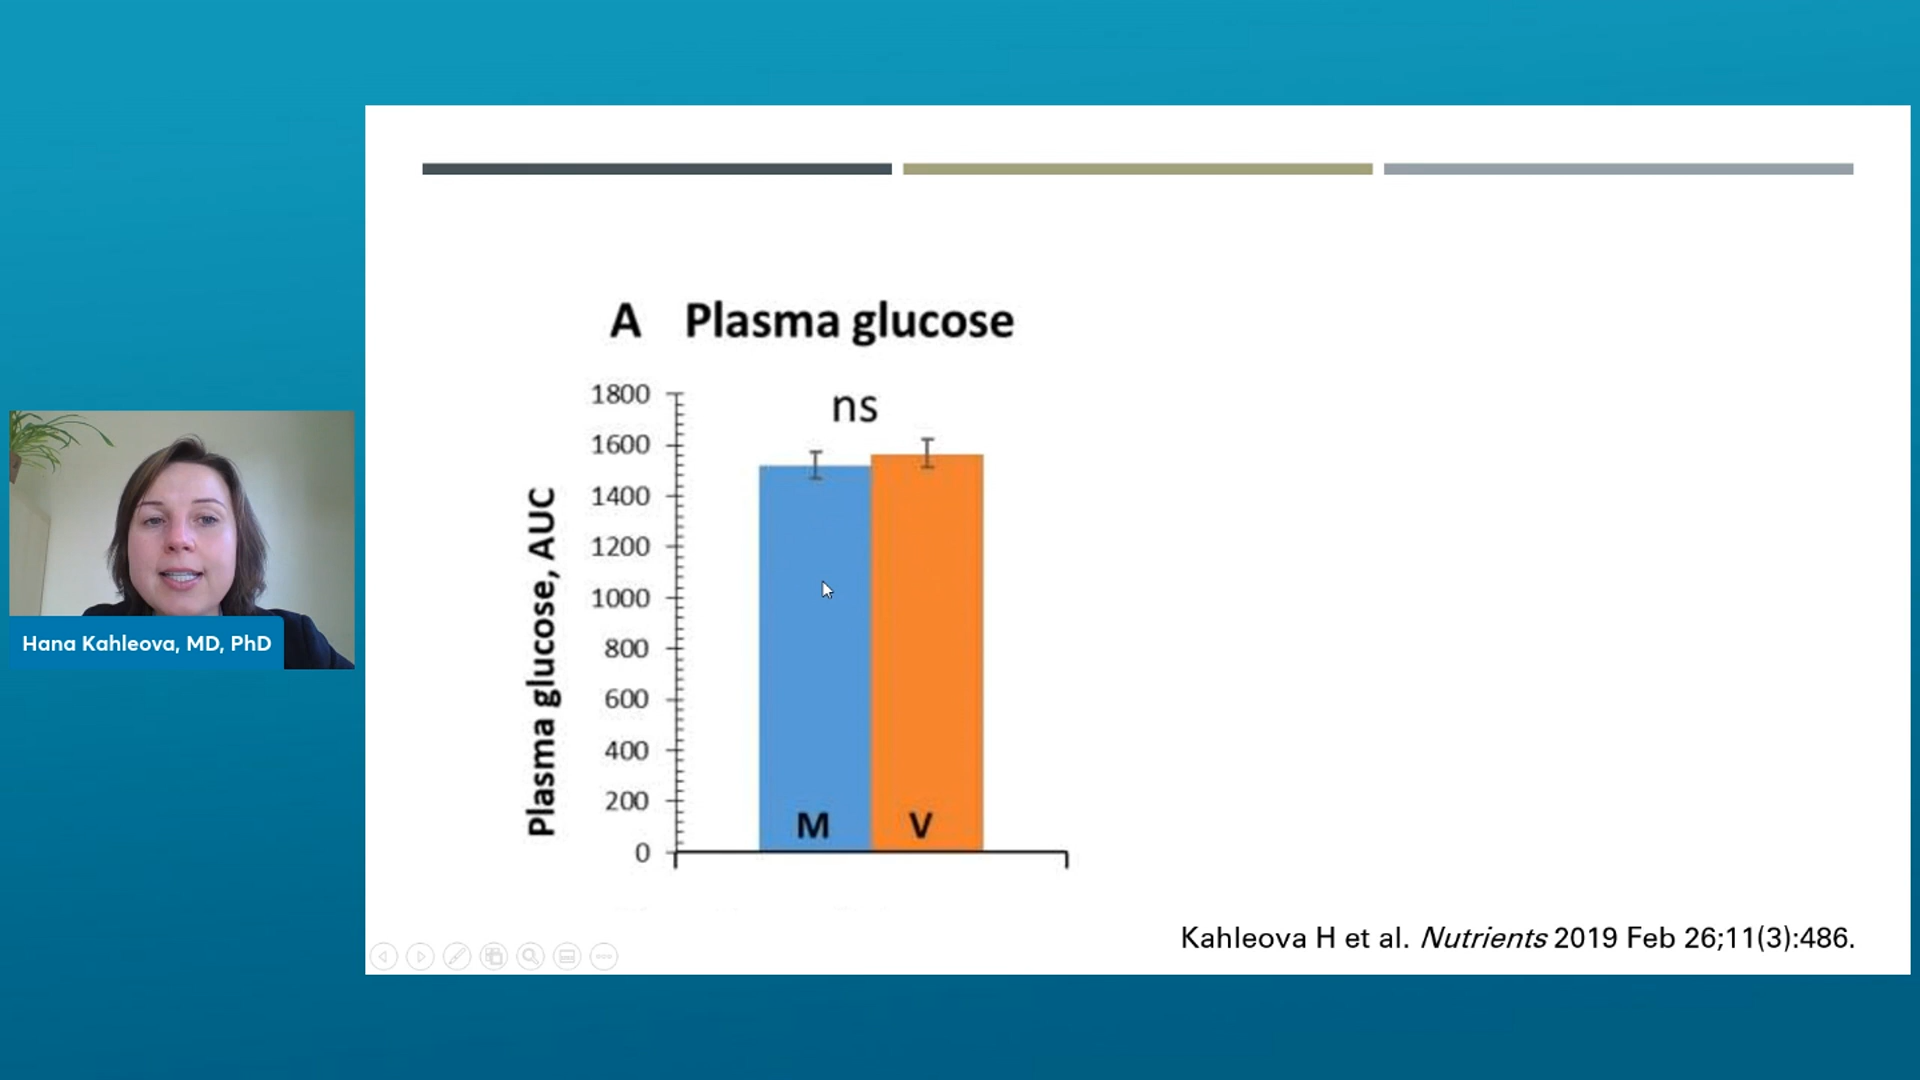 A Plasma glucose
ns
Plasma glucose, AUC
1800
1600
1400
1200
1000
800
600
400
200
0
M V
Hana Kahleova, MD, PhD
Kahleova H et al. Nutrients 2019 Feb 26;11(3):486.